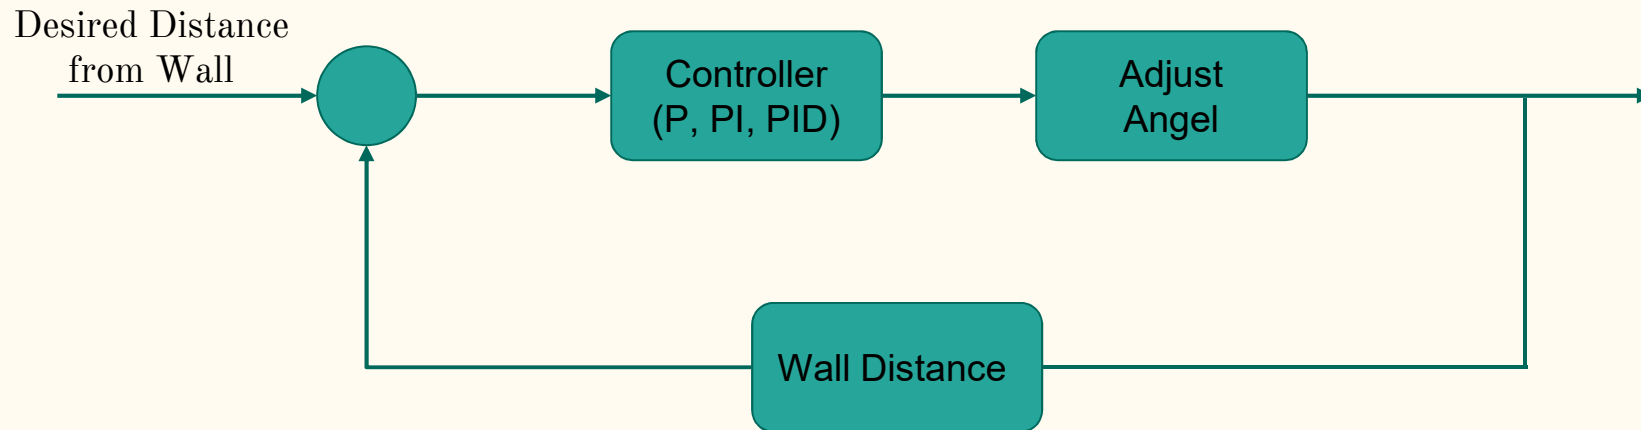 Desired Distance
from Wall
Controller
(P, PI, PID)
Adjust
Angel
Wall Distance